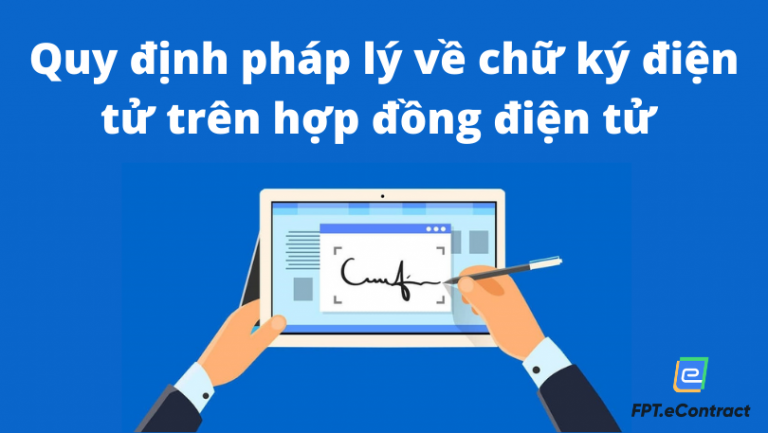 Quy định pháp lý về chữ ký điện
tử trên hợp đồng điện tử
FPT.eContract